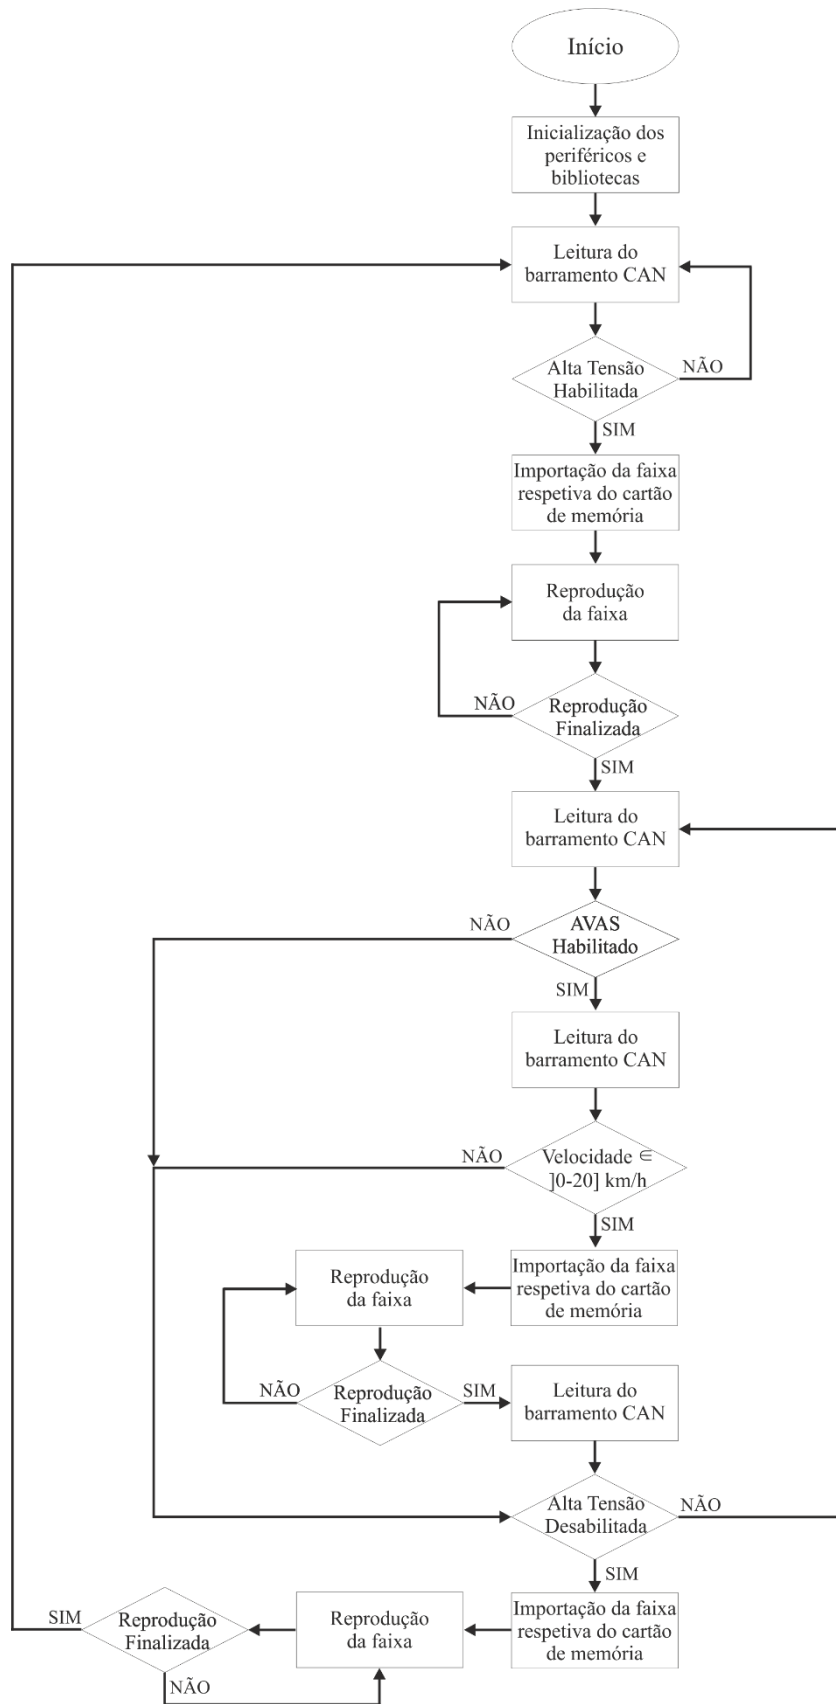 Início
Inicialização dos
periféricos e
bibliotecas
Leitura do
barramento CAN
Alta Tensão
Habilitada
NÃO
SIM
Importação da faixa
respetiva do cartão
de memória
Reprodução
da faixa
NÃO
Reprodução
Finalizada
SIM
Leitura do
barramento CAN
NÃO
AVAS
Habilitado
SIM
Leitura do
barramento CAN
NÃO
Velocidade ∈
]0-20] km/h
SIM
Importação da faixa
respetiva do cartão
de memória
Reprodução
da faixa
NÃO
Reprodução
Finalizada
SIM
Leitura do
barramento CAN
Alta Tensão
Desabilitada
NÃO
SIM
Importação da faixa
respetiva do cartão
de memória
Reprodução
da faixa
SIM
Reprodução
Finalizada
NÃO